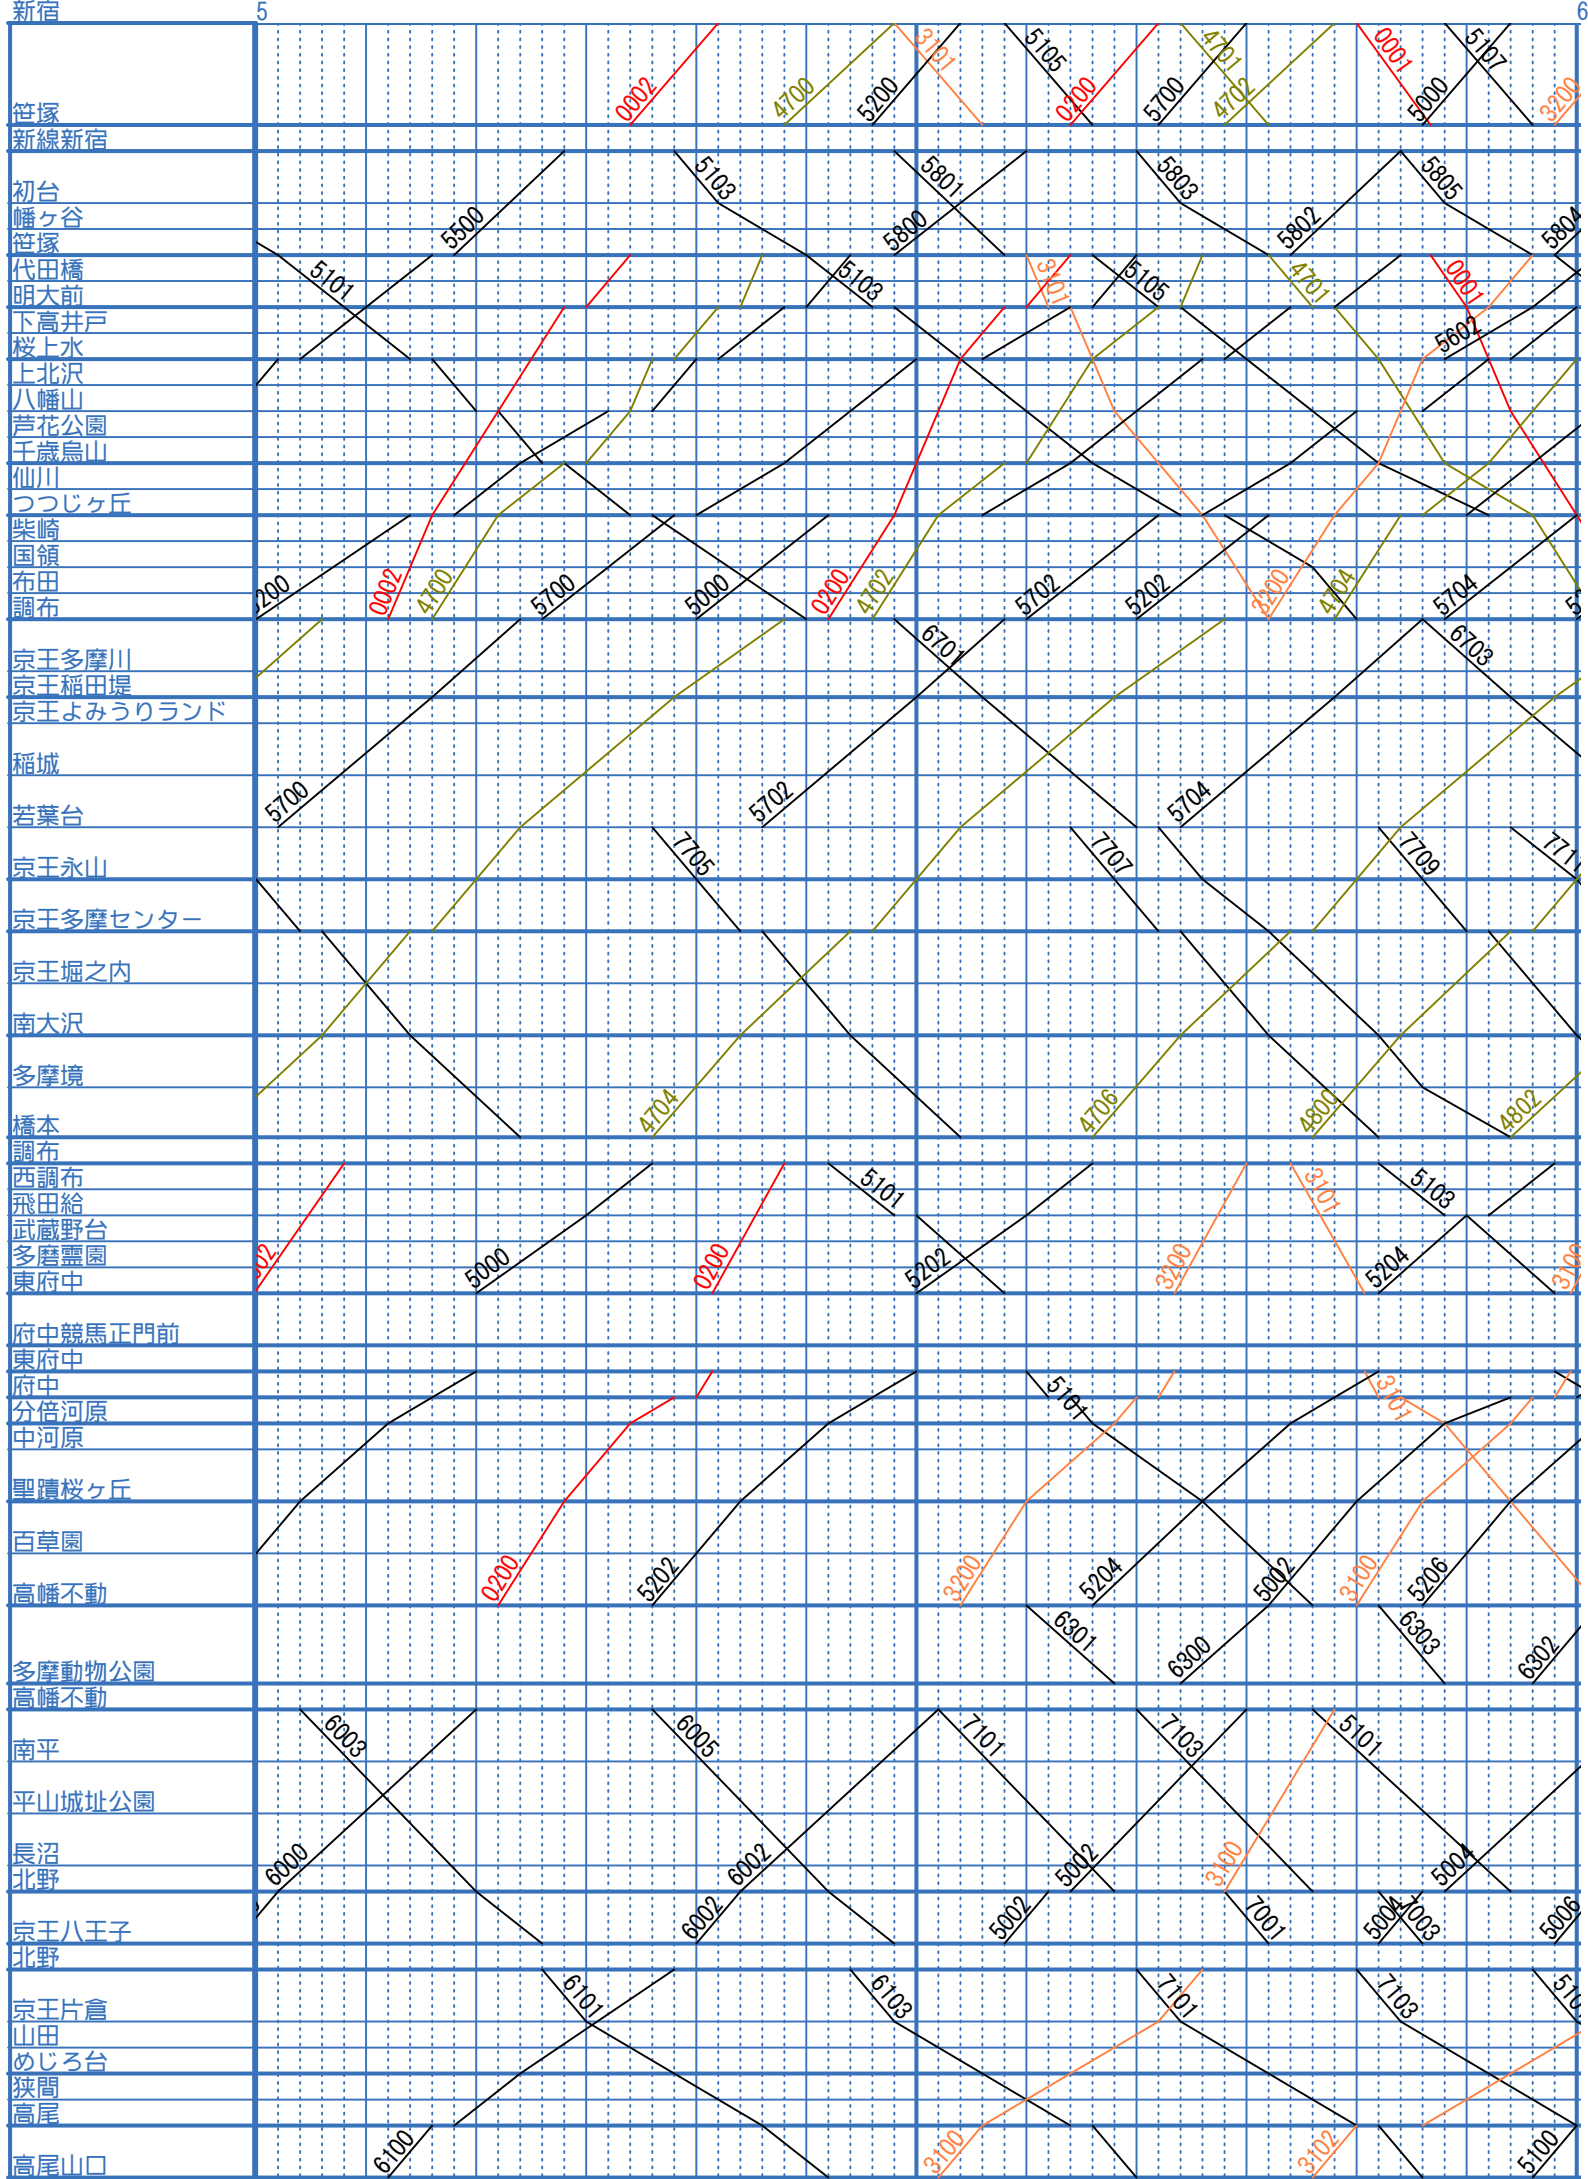 新宿 5 6
0002 4700 5200 3101 5105 0200 5700 4701 4702 0001 5000 5107 3200
笹塚
新線新宿
5500 5103 5801 5800 5803 5802 5805 5804
初台
幡ヶ谷
笹塚
代田橋
5101 5103 3101 5105 4701 0001
明大前
下高井戸
5602
桜上水
上北沢
八幡山
芦花公園
千歳烏山
仙川
つつじヶ丘
柴崎
国領
布田
200 0002 4700 5700 5000 0200 4702 5702 5202 3200 4704 5704
調布
京王多摩川
6701 6703
京王稲田堤
京王よみうりランド
稲城
5700 5702 5704
若葉台
京王永山
7705 7707 7709
京王多摩センター
京王堀之内
南大沢
多摩境
4704 4706 4800 4802
橋本
調布
西調布
5101 3101 5103
飛田給
武蔵野台
多磨霊園
002 5000 0200 5202 3200 5204 3100
東府中
府中競馬正門前
東府中
府中
5101 3101
分倍河原
中河原
聖蹟桜ヶ丘
百草園
0200 5202 3200 5204 5002 3100 5206
高幡不動
6301 6300 6303 6302
多摩動物公園
高幡不動
6003 6005 7101 7103 5101
南平
平山城址公園
長沼
6000 6002 5002 3100 5004
北野
6002 5002 7001 5004 7003 5006
京王八王子
北野
6101 6103 7101 7103
京王片倉
山田
めじろ台
狭間
高尾
6100 3100 3102 5100
高尾山口